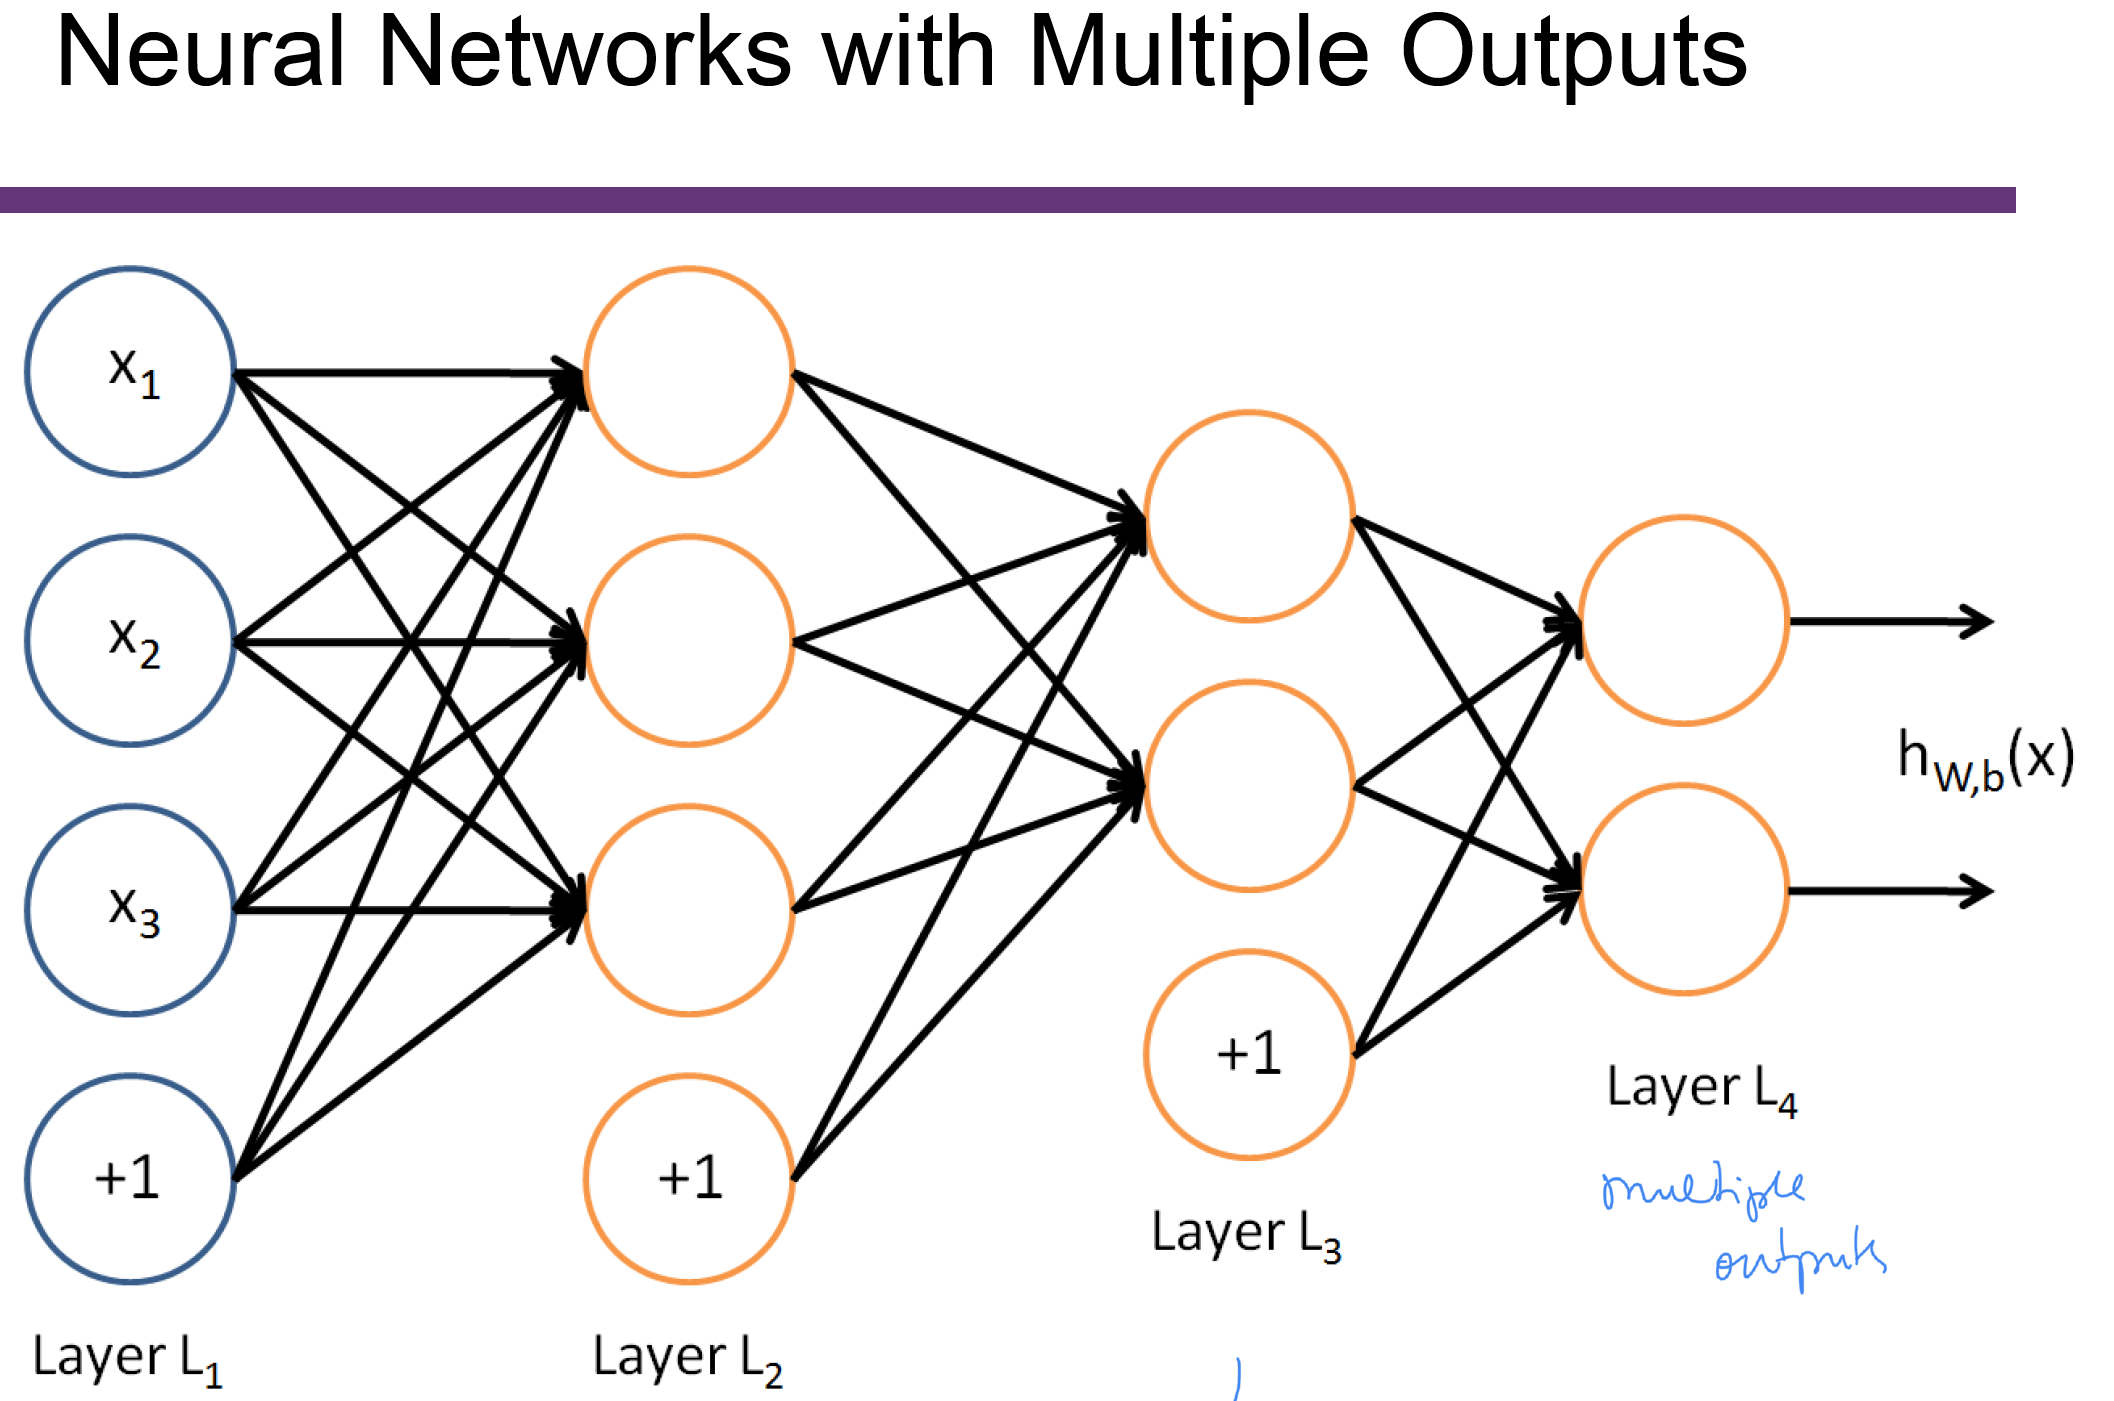 Neural Networks with Multiple Outputs
x1
x2
x3
+1
Layer L1
+1
Layer L2
+1
Layer L3
Layer L4
hW,b(x)
multiple
outputs